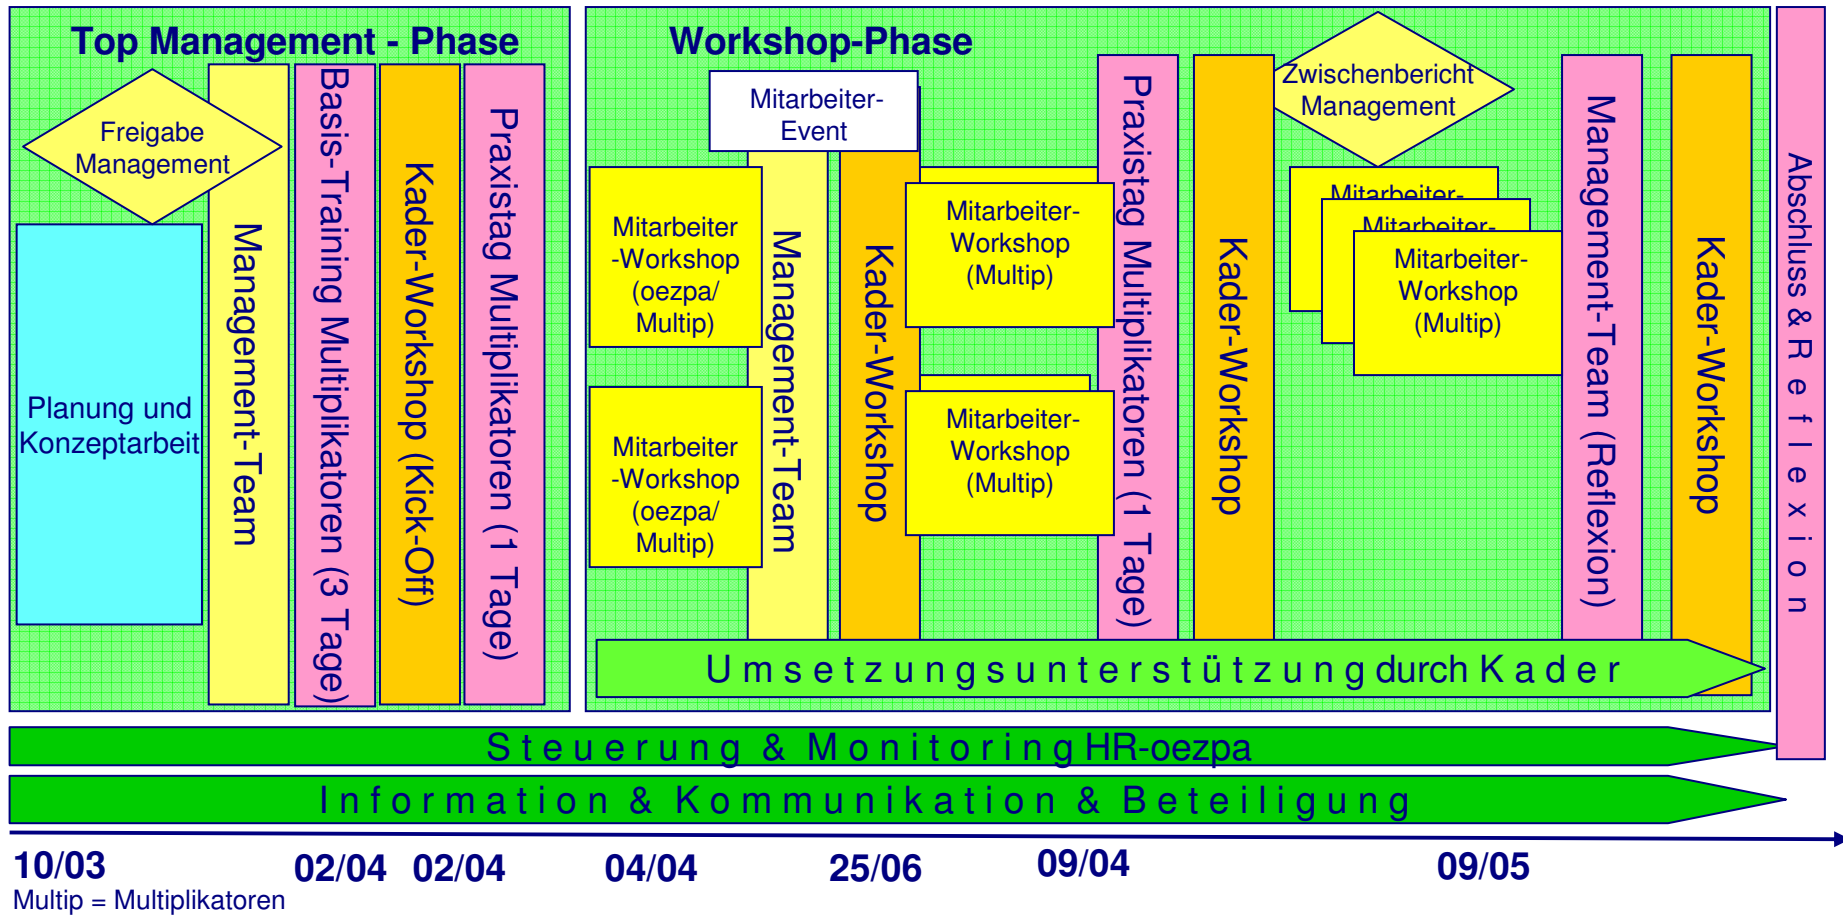 Top Management - Phase
Freigabe
Management
Planung und
Konzeptarbeit
Management-Team
Basis-Training Multiplikatoren (3 Tage)
Kader-Workshop (Kick-Off)
Praxistag Multiplikatoren (1 Tage)
Workshop-Phase
Mitarbeiter-
Event
Mitarbeiter
-Workshop
(oezpa/
Multip)
Mitarbeiter
-Workshop
(oezpa/
Multip)
Management-Team
Kader-Workshop
Mitarbeiter-
Workshop
(Multip)
Mitarbeiter-
Workshop
(Multip)
Praxistag Multiplikatoren (1 Tage)
Kader-Workshop
Zwischenbericht
Management
Mitarbeiter-
Mitarbeiter-
Mitarbeiter-
Workshop
(Multip)
Management-Team (Reflexion)
Kader-Workshop
Abschluss & Reflexion
Umsetzungsunterstützung durch Kader
Steuerung & Monitoring HR-oezpa
Information & Kommunikation & Beteiligung
10/03 02/04 02/04 04/04 25/06 09/04 09/05
Multip = Multiplikatoren